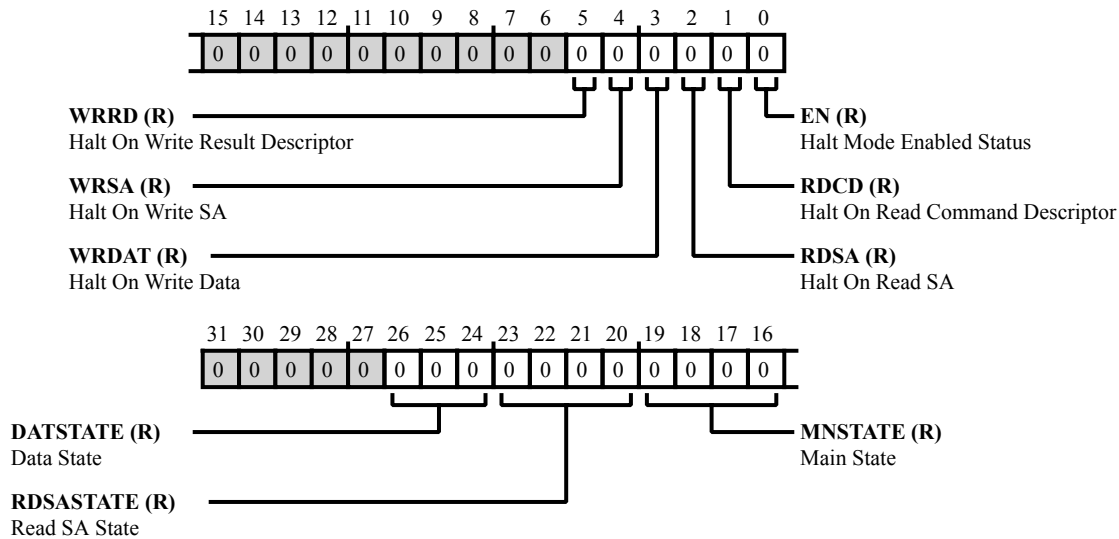 15 14 13 12 11 10 9 8 7 6 5 4 3 2 1 0
0 0 0 0 0 0 0 0 0 0 0 0 0 0 0 0
WRRD (R)
Halt On Write Result Descriptor
EN (R)
Halt Mode Enabled Status
WRSA (R)
Halt On Write SA
RDCD (R)
Halt On Read Command Descriptor
WRDAT (R)
Halt On Write Data
RDSA (R)
Halt On Read SA
31 30 29 28 27 26 25 24 23 22 21 20 19 18 17 16
0 0 0 0 0 0 0 0 0 0 0 0 0 0 0 0
DATSTATE (R)
Data State
MNSTATE (R)
Main State
RDSASTATE (R)
Read SA State